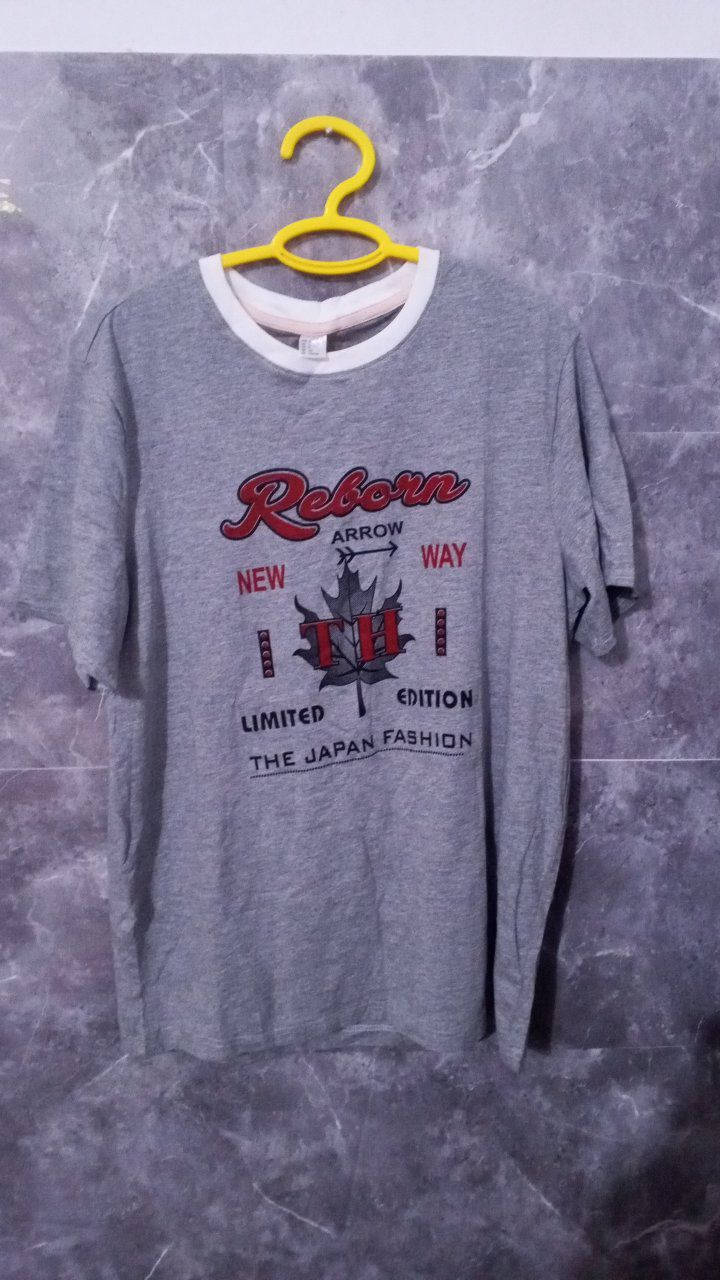 Reborn
ARROW
NEW WAY
TH
LIMITED EDITION
THE JAPAN FASHION